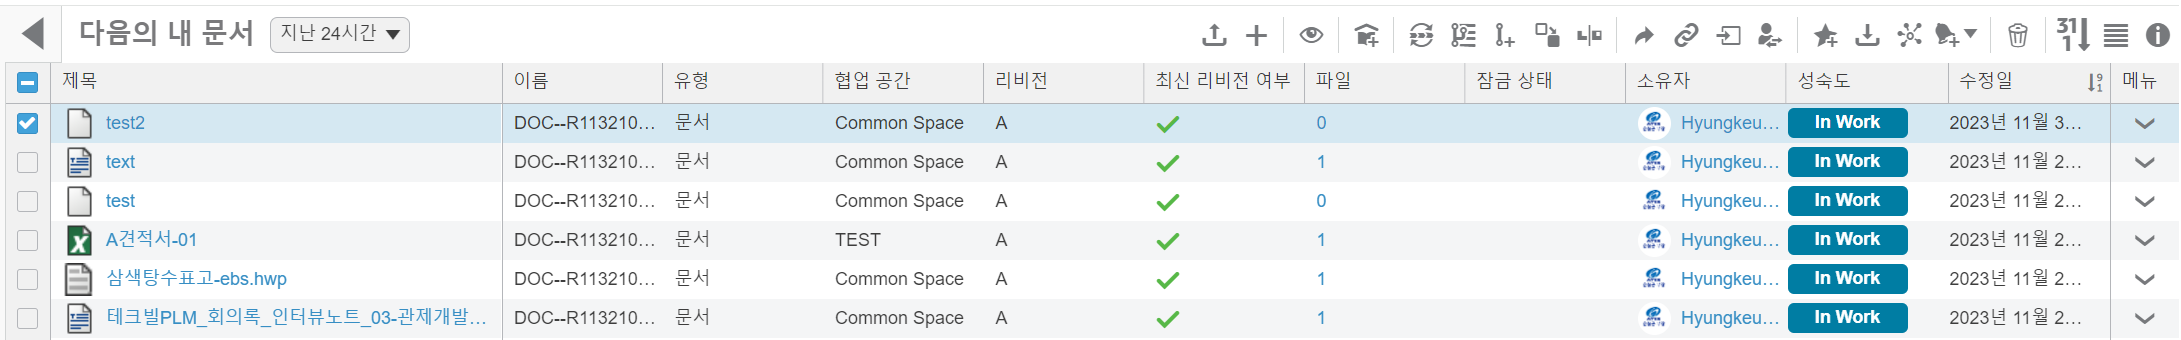 다음의 내 문서 지난 24시간
제목 이름 유형 협업 공간 리비전 최신 리비전 여부 파일 잠금 상태 소유자 성숙도 수정일 메뉴
test2 DOC--R113210... 문서 Common Space A 0 Hyungkeu... In Work 2023년 11월 3...
text DOC--R113210... 문서 Common Space A 1 Hyungkeu... In Work 2023년 11월 2...
test DOC--R113210... 문서 Common Space A 0 Hyungkeu... In Work 2023년 11월 2...
A견적서-01 DOC--R113210... 문서 TEST A 1 Hyungkeu... In Work 2023년 11월 2...
삼색탕수표고-ebs.hwp DOC--R113210... 문서 Common Space A 1 Hyungkeu... In Work 2023년 11월 2...
테크빌PLM_회의록_인터뷰노트_03-관제개발... DOC--R113210... 문서 Common Space A 1 Hyungkeu... In Work 2023년 11월 2...